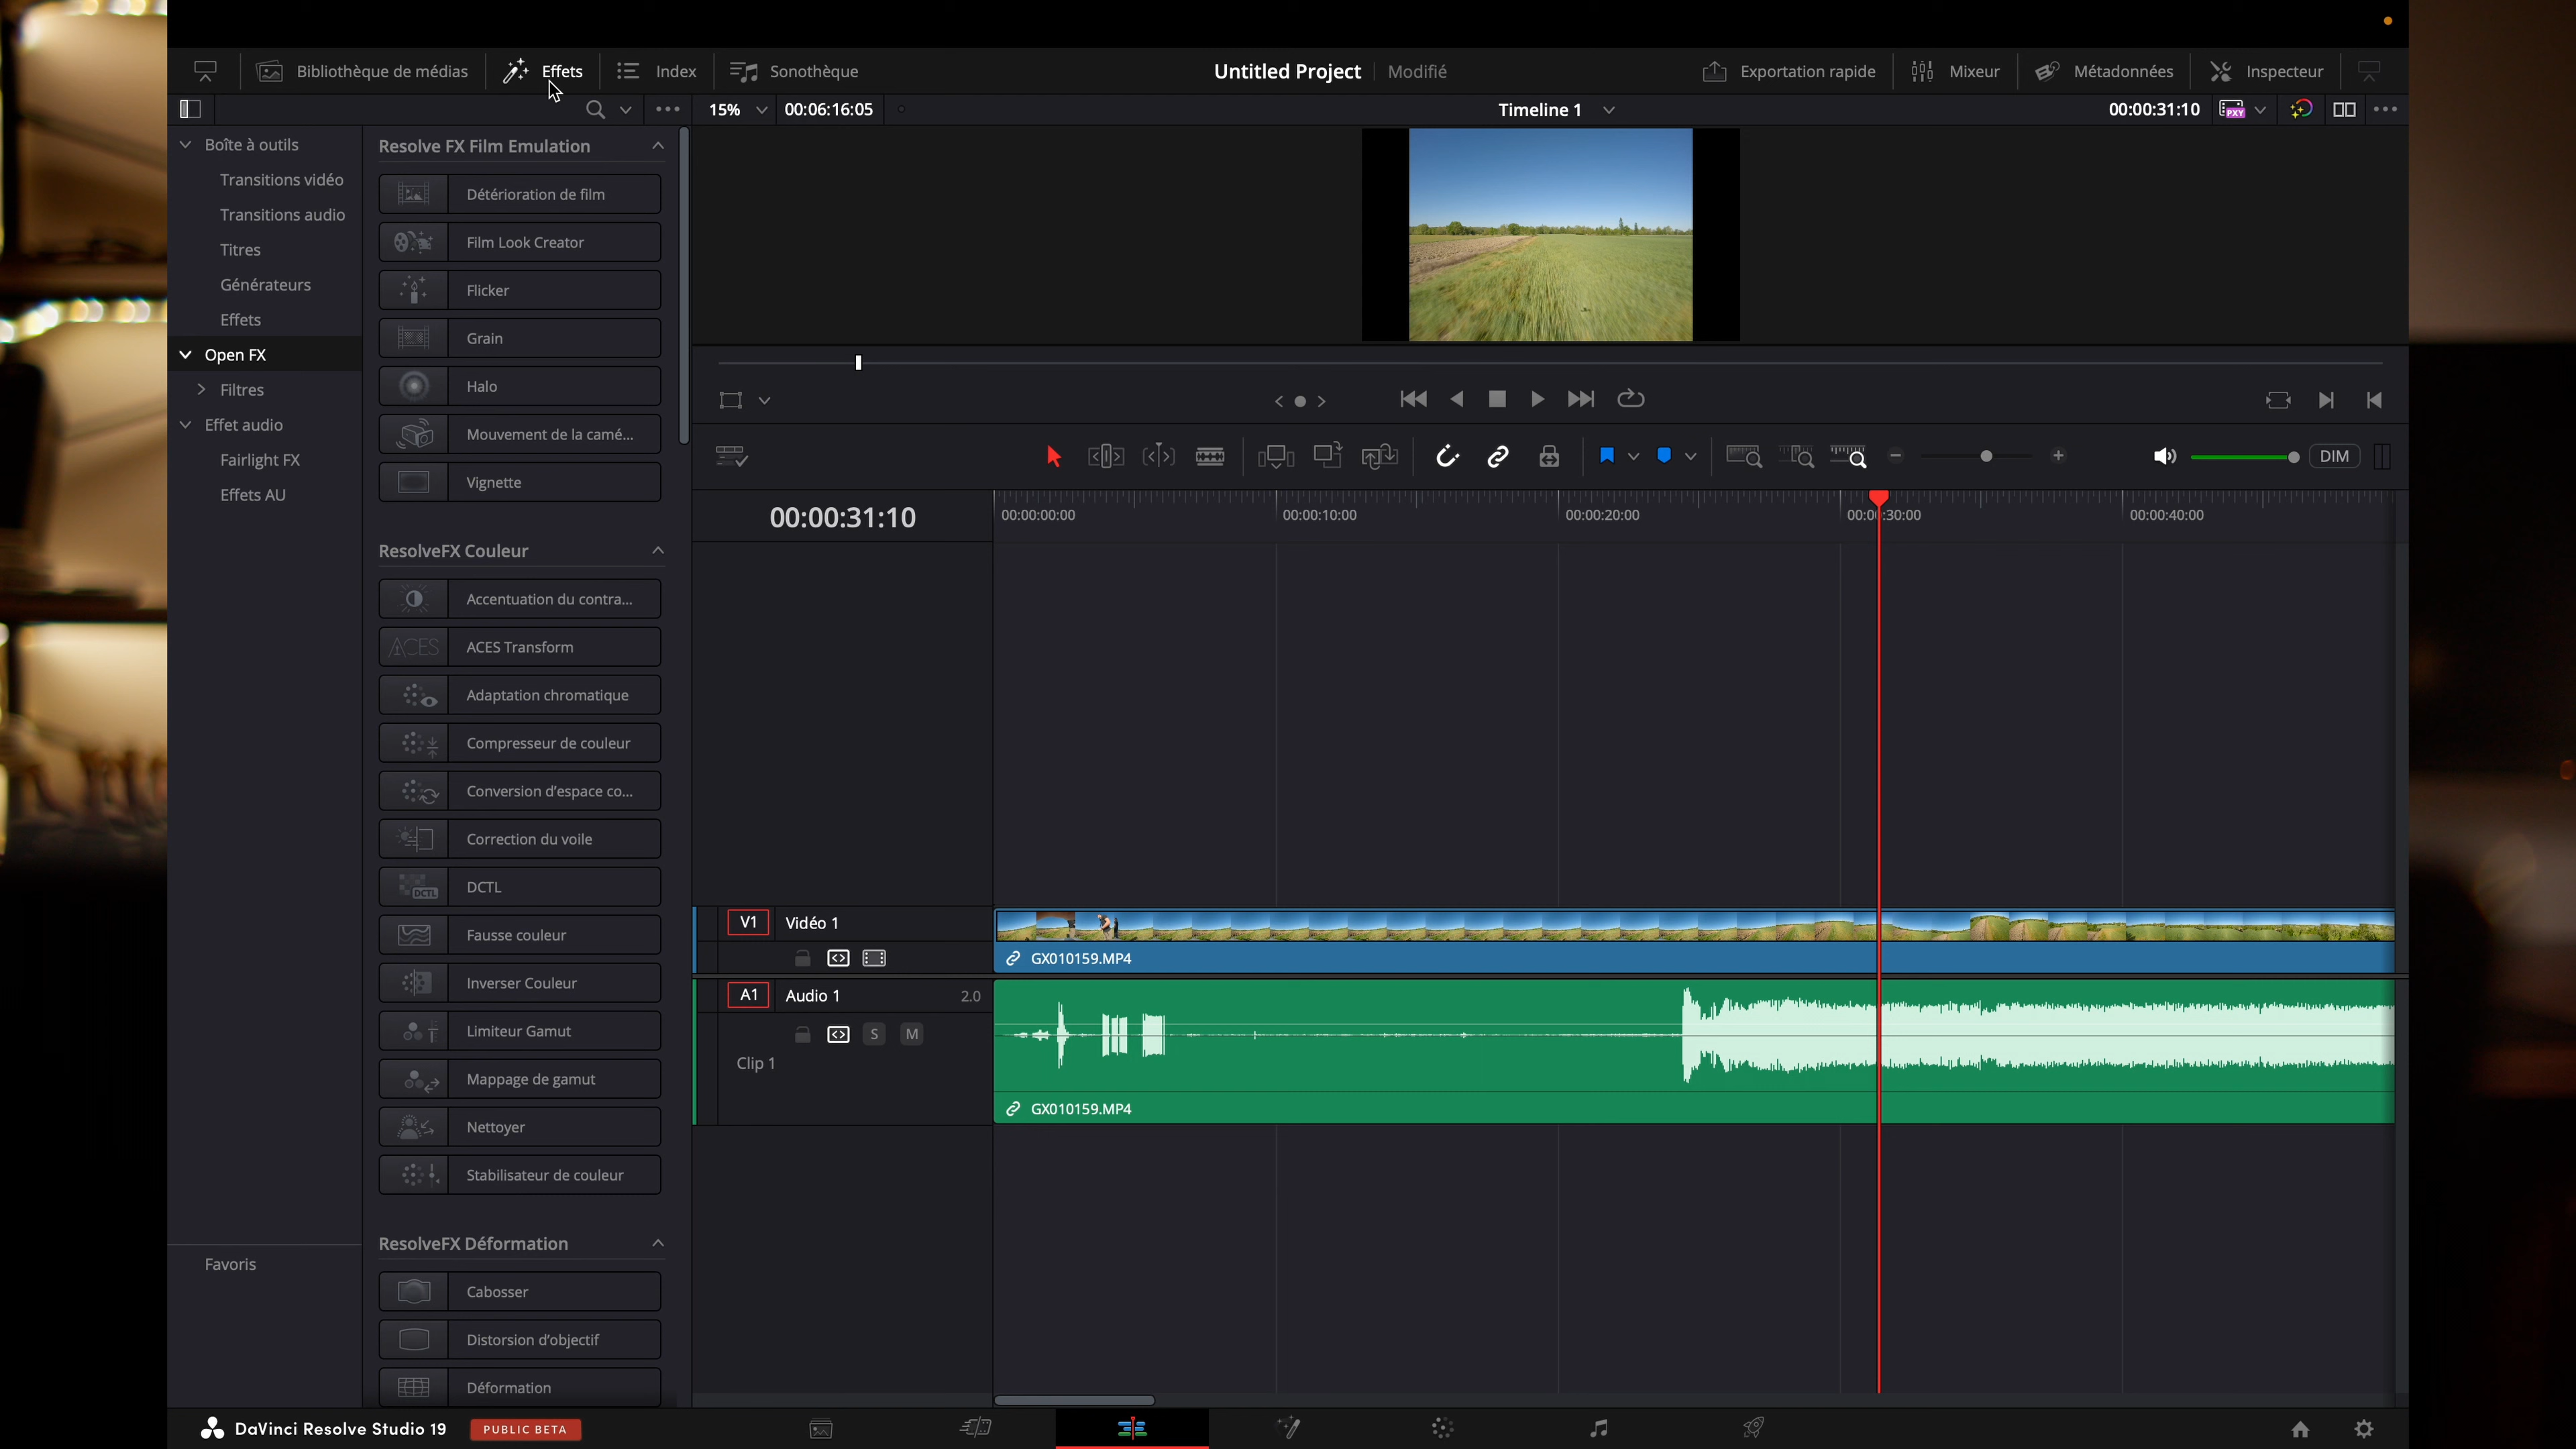 Bibliothèque de médias
Effets
Index
Sonothèque
Untitled Project
Modifié
Exportation rapide
Mixeur
Métadonnées
Inspecteur
15%
00:06:16:05
Timeline 1
00:00:31:10
PXY
Boîte à outils
Transitions vidéo
Transitions audio
Titres
Générateurs
Effets
Open FX
Filtres
Effet audio
Fairlight FX
Effets AU
Favoris
Resolve FX Film Emulation
Détérioration de film
Film Look Creator
Flicker
Grain
Halo
Mouvement de la camé...
Vignette
ResolveFX Couleur
Accentuation du contra...
ACES
ACES Transform
Adaptation chromatique
Compresseur de couleur
Conversion d'espace co...
Correction du voile
DCTL
DCTL
Fausse couleur
Inverser Couleur
Limiteur Gamut
Mappage de gamut
Nettoyer
Stabilisateur de couleur
ResolveFX Déformation
Cabosser
Distorsion d'objectif
Déformation
DIM
00:00:31:10
00:00:00:00
00:00:10:00
00:00:20:00
00:00:30:00
00:00:40:00
V1
Vidéo 1
GX010159.MP4
A1
Audio 1
2.0
S
M
Clip 1
GX010159.MP4
DaVinci Resolve Studio 19
PUBLIC BETA